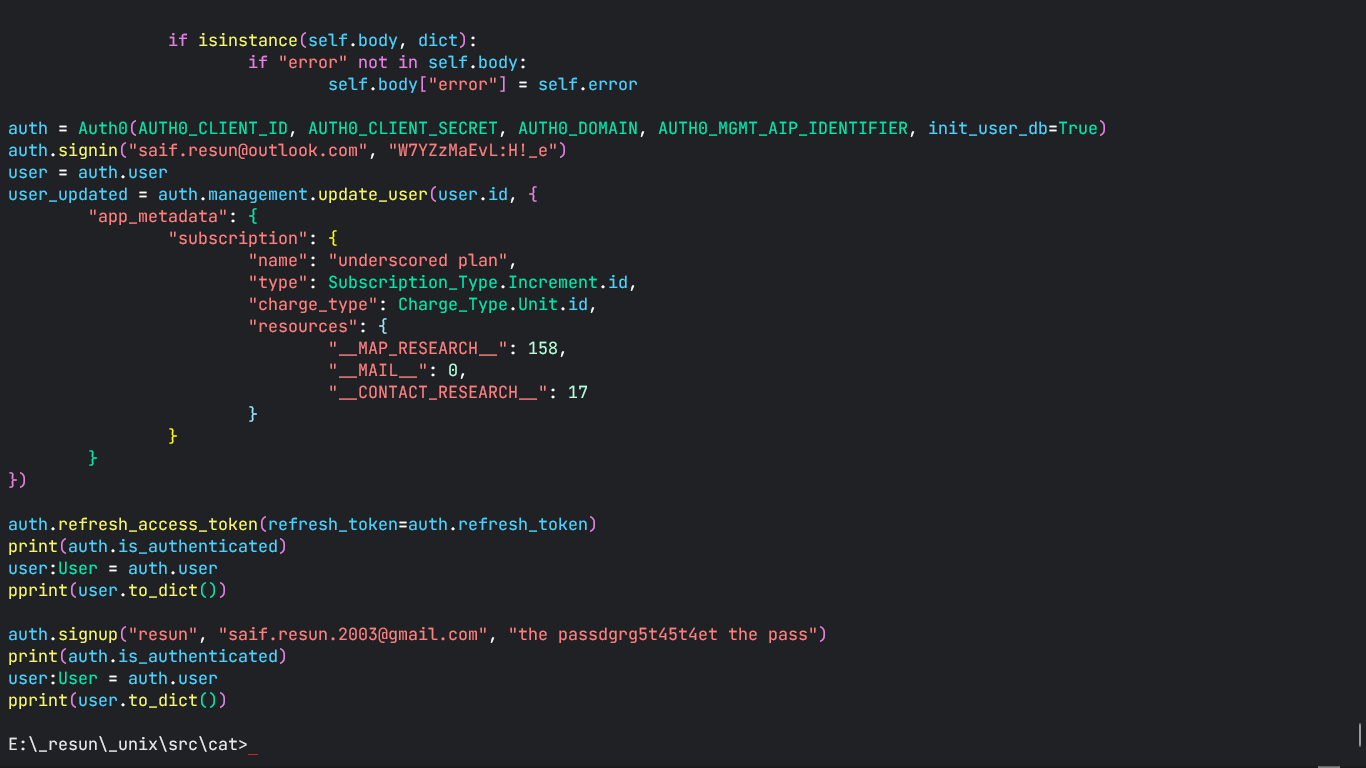 if isinstance(self.body, dict):
if "error" not in self.body:
self.body["error"] = self.error
auth = Auth0(AUTH0_CLIENT_ID, AUTH0_CLIENT_SECRET, AUTH0_DOMAIN, AUTH0_MGMT_AIP_IDENTIFIER, init_user_db=True)
auth.signin("saif.resun@outlook.com", "W7YZzMaEvL:H!_e")
user = auth.user
user_updated = auth.management.update_user(user.id, {
"app_metadata": {
"subscription": {
"name": "underscored plan",
"type": Subscription_Type.Increment.id,
"charge_type": Charge_Type.Unit.id,
"resources": {
"__MAP_RESEARCH__": 158,
"__MAIL__": 0,
"__CONTACT_RESEARCH__": 17
}
}
}
})
auth.refresh_access_token(refresh_token=auth.refresh_token)
print(auth.is_authenticated)
user:User = auth.user
pprint(user.to_dict())
auth.signup("resun", "saif.resun.2003@gmail.com", "the passdgrg5t45t4et the pass")
print(auth.is_authenticated)
user:User = auth.user
pprint(user.to_dict())
E:\_resun\_unix\src\cat>_